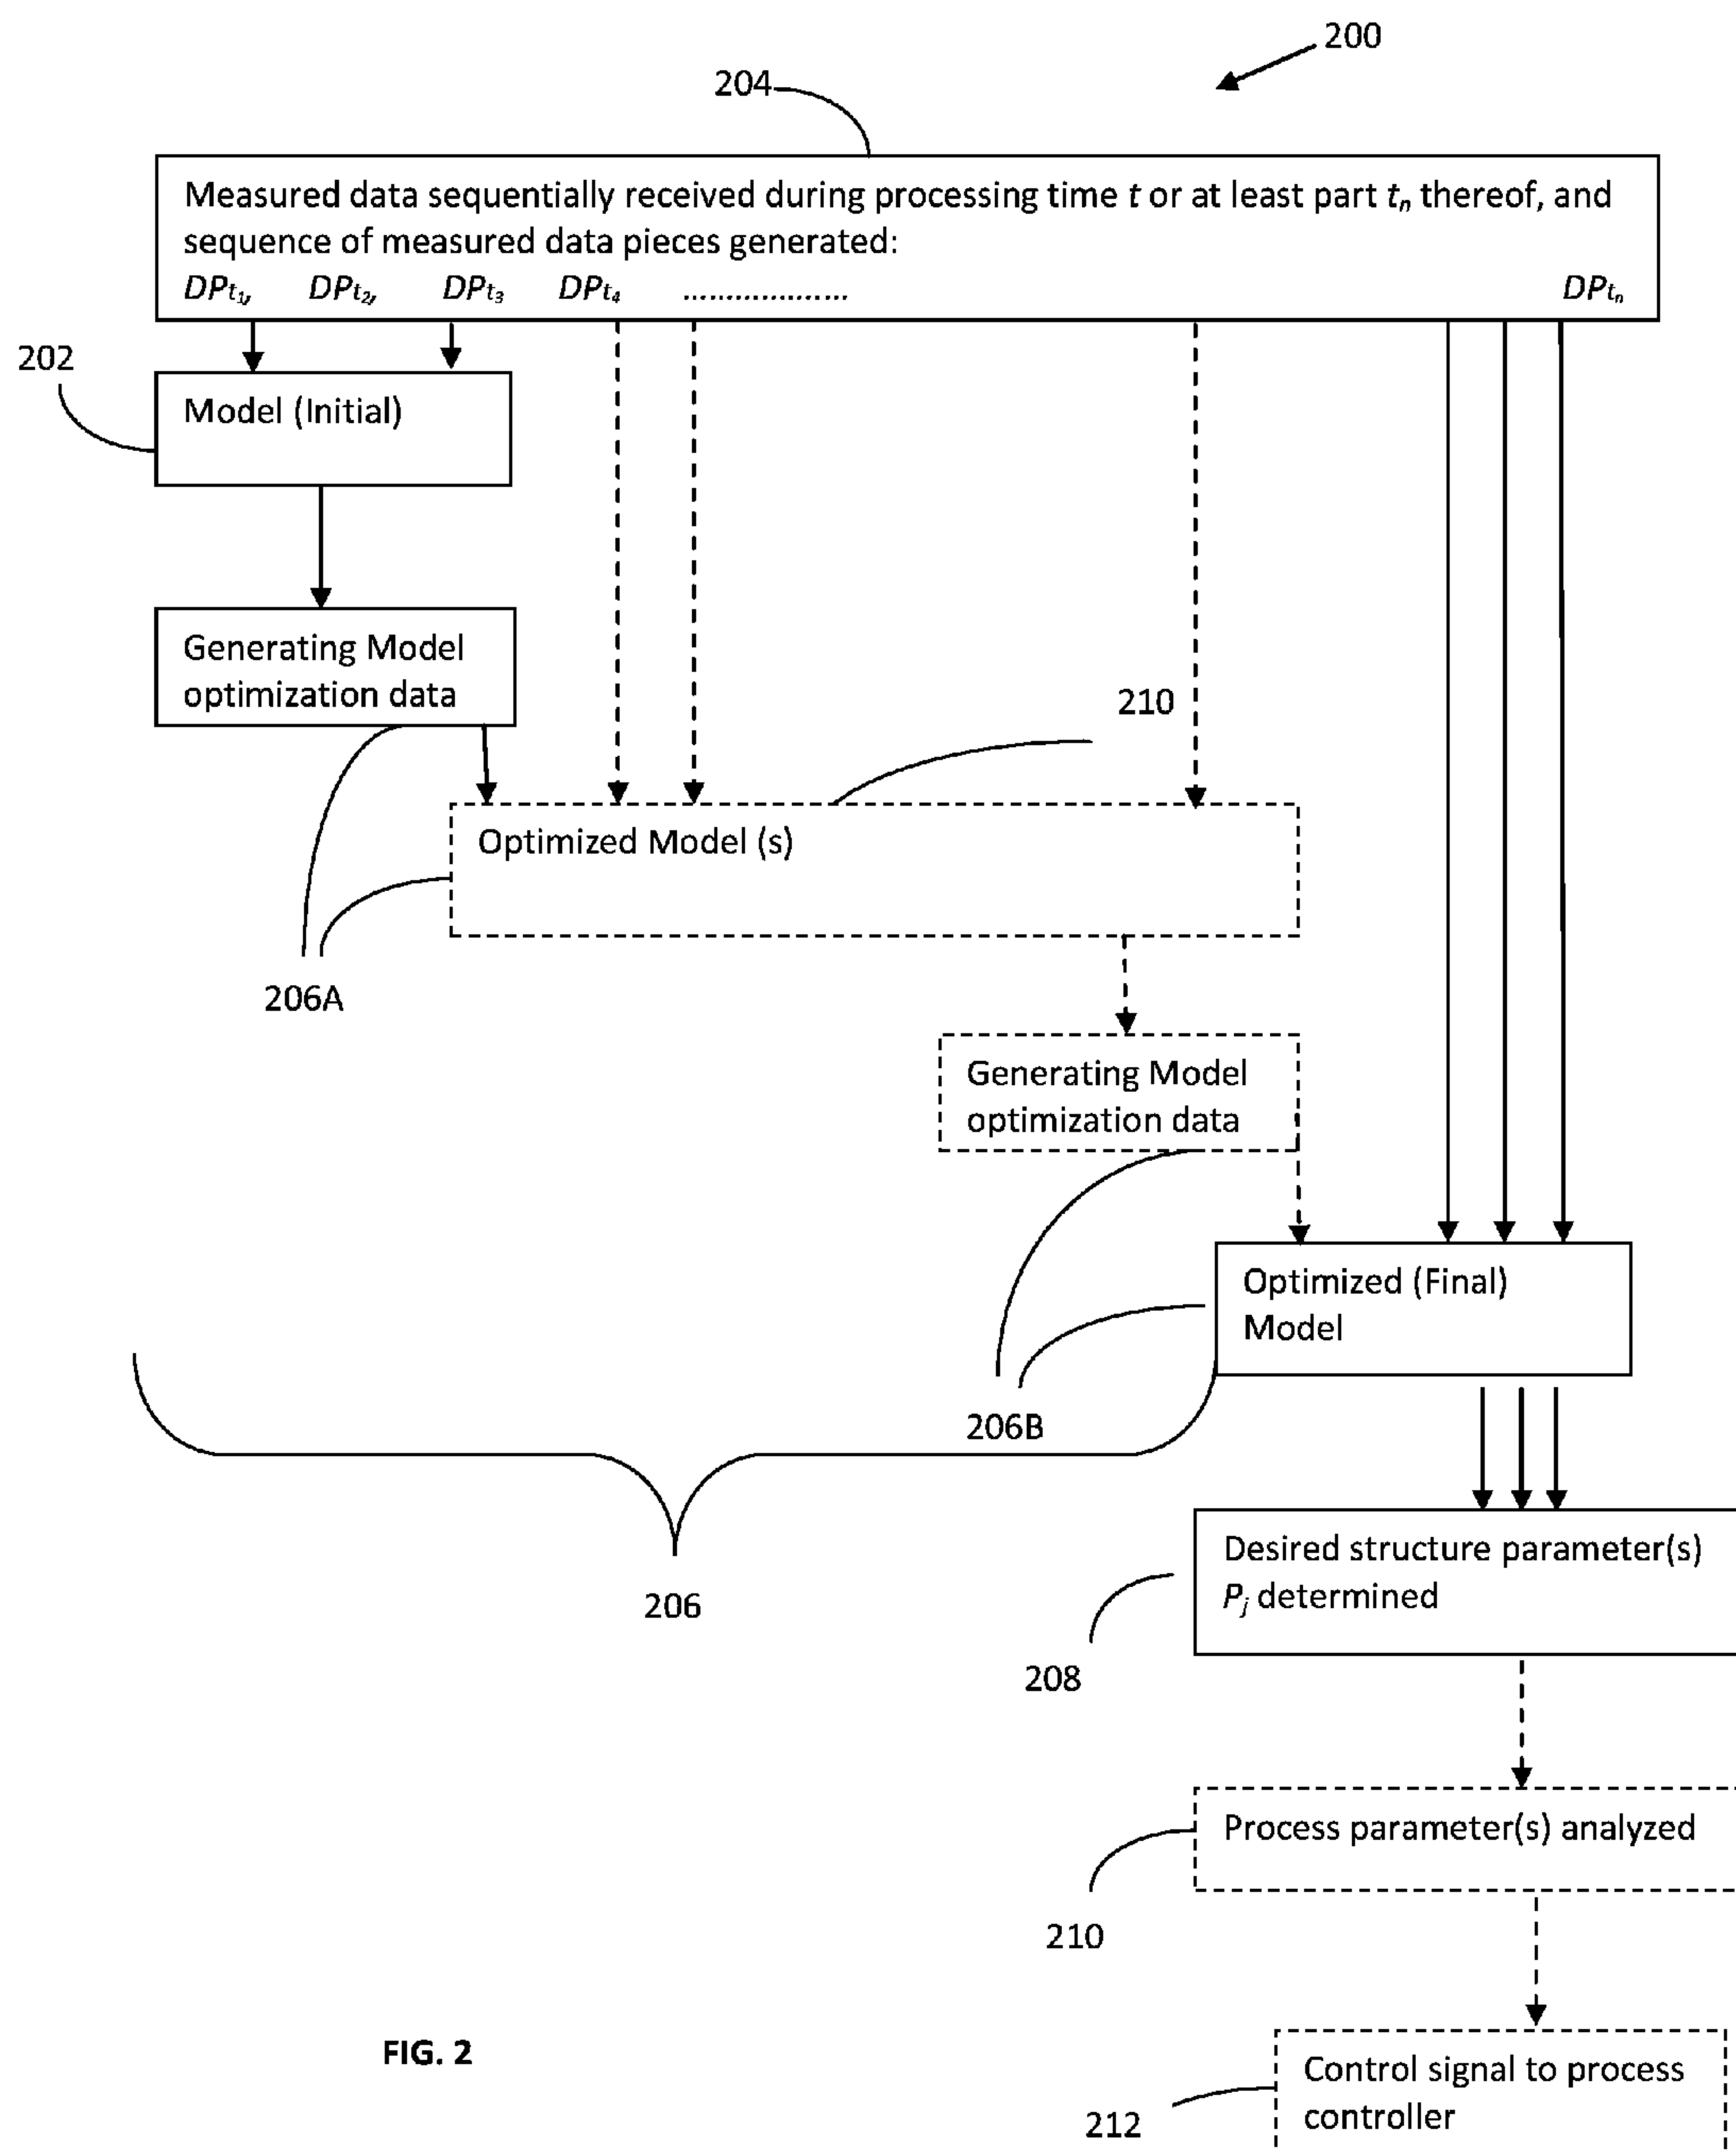 200
204
Measured data sequentially received during processing time t or at least part tn thereof, and
sequence of measured data pieces generated:
DPt1, DPt2, DPt3 DPt4 ................... DPtn
202
Model (Initial)
Generating Model
optimization data
210
Optimized Model (s)
206A
Generating Model
optimization data
Optimized (Final)
Model
206B
206
Desired structure parameter(s)
Pj determined
208
Process parameter(s) analyzed
210
FIG. 2
Control signal to process
controller
212